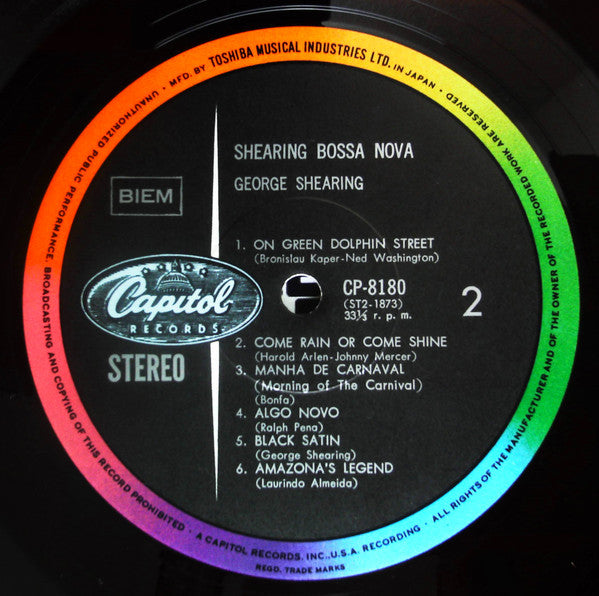 UNAUTHORIZED PUBLIC PERFORMANCE, BROADCASTING AND COPYING OF THIS RECORD PROHIBITED · MFD. BY TOSHIBA MUSICAL INDUSTRIES LTD. IN JAPAN · ALL RIGHTS OF THE MANUFACTURER AND OF THE OWNER OF THE RECORDED WORK ARE RESERVED
SHEARING BOSSA NOVA
GEORGE SHEARING
BIEM
1. ON GREEN DOLPHIN STREET
(Bronislau Kaper-Ned Washington)
Capitol
RECORDS
STEREO
CP-8180
(ST2-1873)
33⅓ r. p. m.
2
2. COME RAIN OR COME SHINE
(Harold Arlen-Johnny Mercer)
3. MANHA DE CARNAVAL
(Morning of The Carnival)
(Bonfa)
4. ALGO NOVO
(Ralph Pena)
5. BLACK SATIN
(George Shearing)
6. AMAZONA'S LEGEND
(Laurindo Almeida)
· A CAPITOL RECORDS, INC., U.S.A. RECORDING ·
REGD. TRADE MARKS